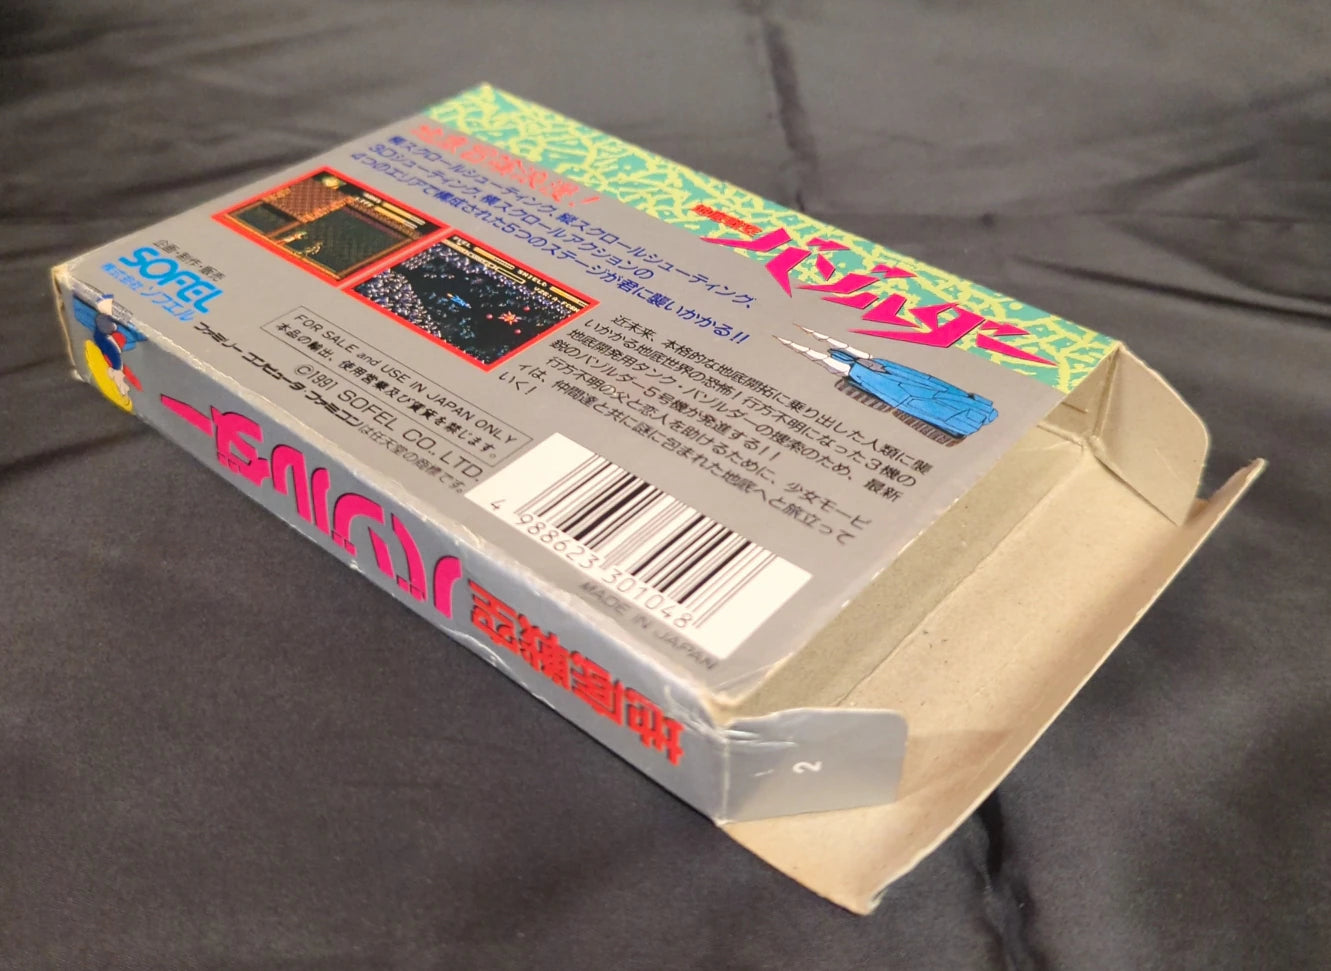 地底戦空
バゾルダー
横スクロールシューティング、縦スクロールシューティング、
3Dシューティング、横スクロールアクションの
4つのエリアで構成された5つのステージが君に襲いかかる!!
近未来、本格的な地底開拓に乗り出した人類に襲
いかかる地底世界の恐怖!行方不明になった3機の
地底開発用タンク・バゾルダーの捜索のため、最新
鋭のバゾルダー5号機が発進する!!
行方不明の父と恋人を助けるために、少女モービ
ィは、仲間達と共に謎に包まれた地底へと旅立って
いく!
SHIELD
企画・制作・販売
SOFEL
株式会社ソフエル
FOR SALE and USE IN JAPAN ONLY
本品の輸出、使用営業及び賃貸を禁じます。
©1991 SOFEL CO., LTD.
ファミリーコンピュータ ファミコンは任天堂の商標です。
4 988623 301048
MADE IN JAPAN
地底戦空
バゾルダー
2